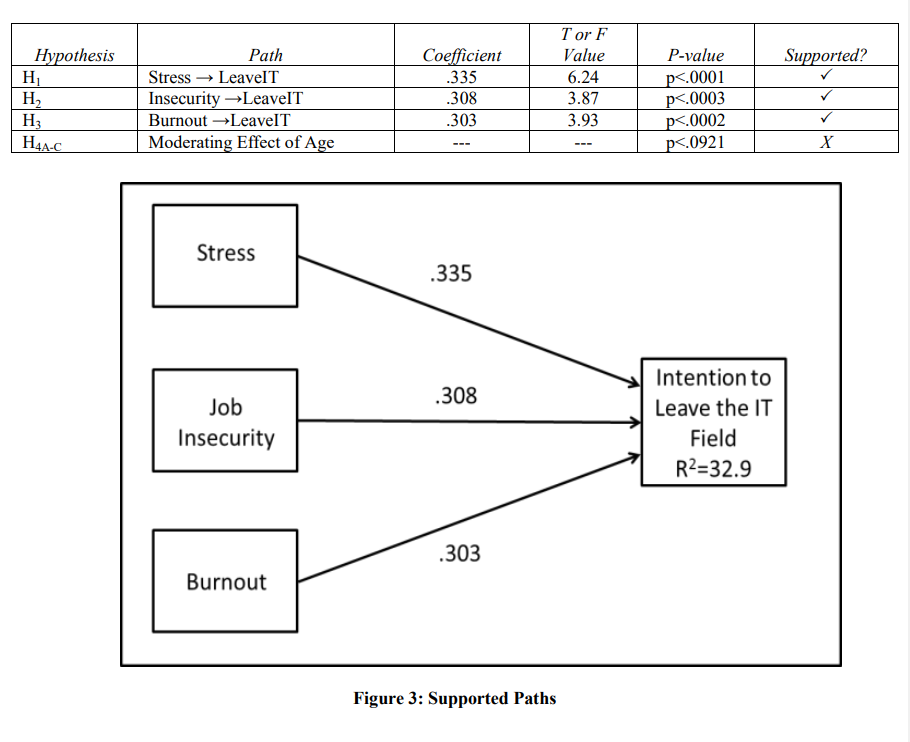 T or F
Hypothesis Path Coefficient Value P-value Supported?
H₁ Stress → LeaveIT .335 6.24 p<.0001 ✓
H₂ Insecurity →LeaveIT .308 3.87 p<.0003 ✓
H₃ Burnout →LeaveIT .303 3.93 p<.0002 ✓
H4A-C Moderating Effect of Age --- --- p<.0921 X
Stress
.335
Job
Insecurity
.308
Intention to
Leave the IT
Field
R²=32.9
Burnout
.303
Figure 3: Supported Paths